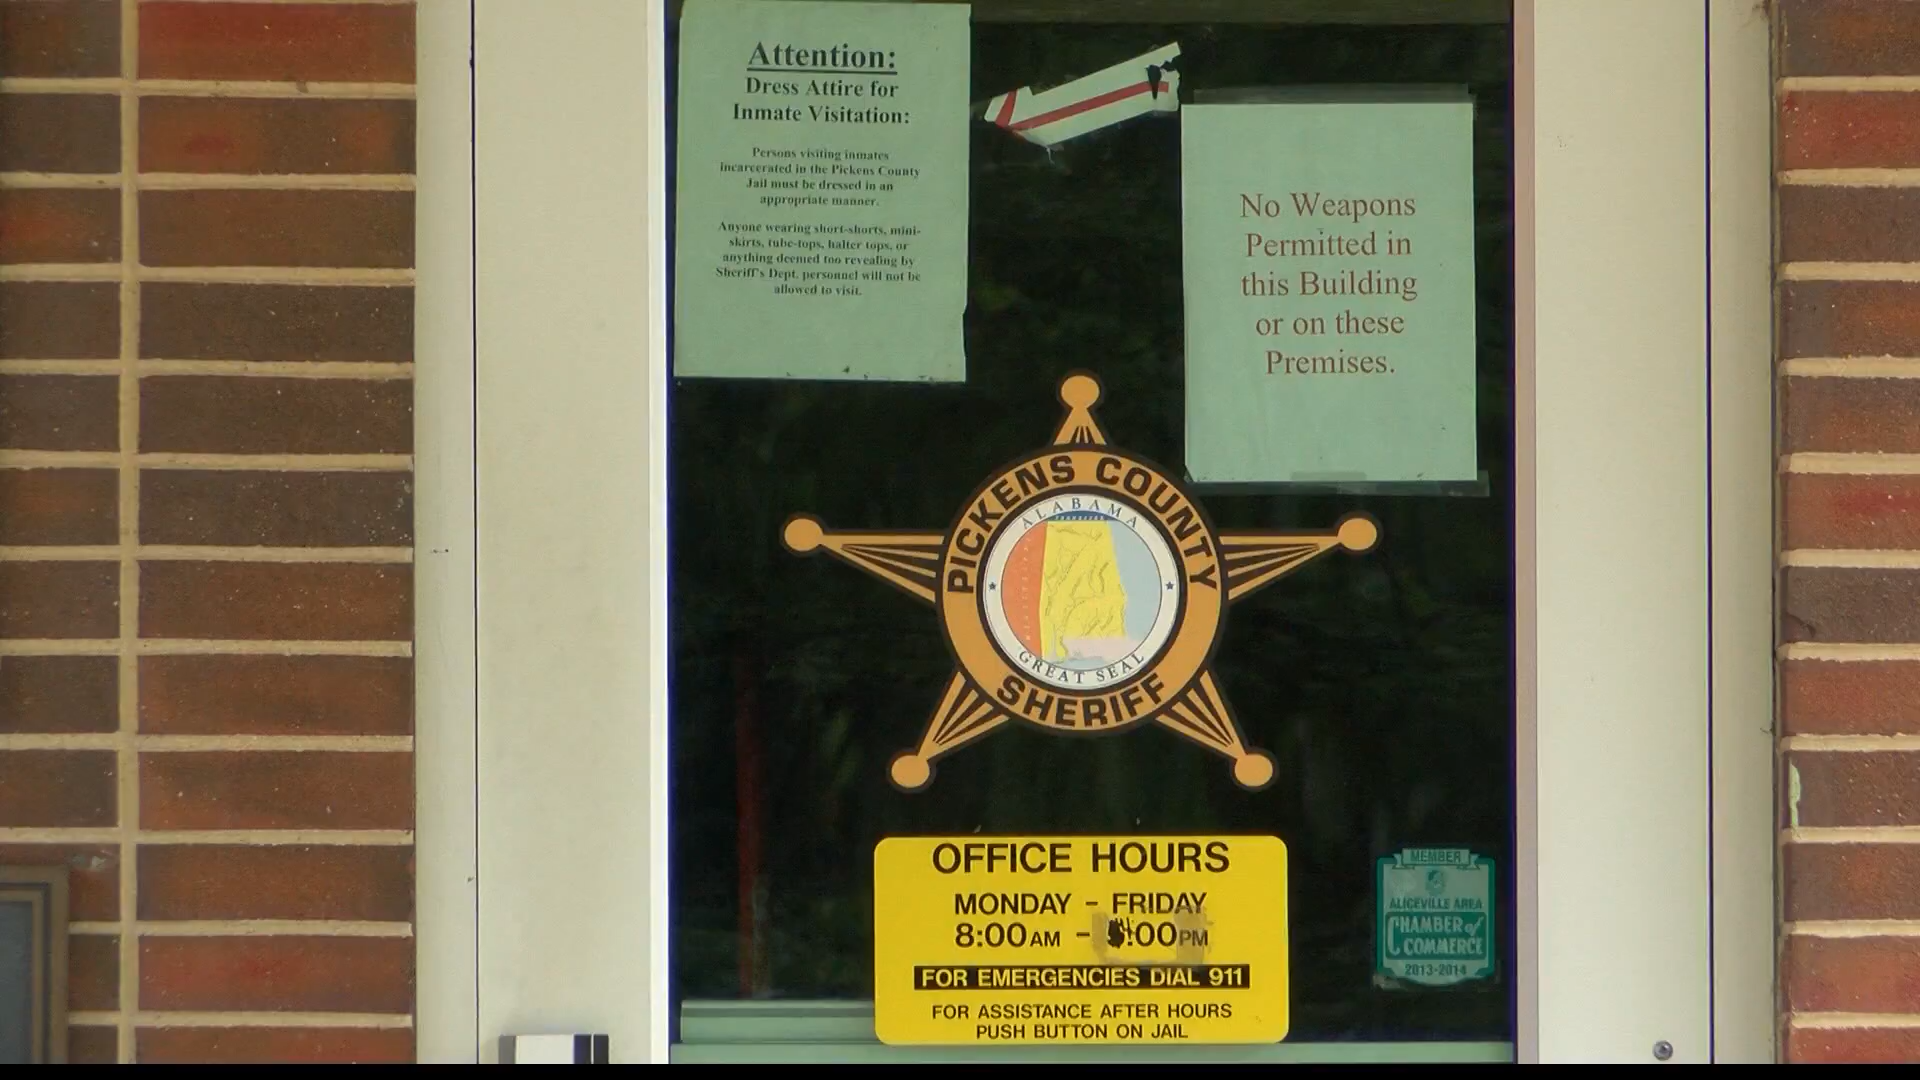 Attention:
Dress Attire for
Inmate Visitation:
Persons visiting inmates
incarcerated in the Pickens County
Jail must be dressed in an
appropriate manner.
Anyone wearing short-shorts, mini-
skirts, tube-tops, halter tops, or
anything deemed too revealing by
Sheriff's Dept. personnel will not be
allowed to visit.
No Weapons
Permitted in
this Building
or on these
Premises.
PICKENS COUNTY
ALABAMA
GREAT SEAL
SHERIFF
OFFICE HOURS
MONDAY - FRIDAY
8:00 AM - :00 PM
FOR EMERGENCIES DIAL 911
FOR ASSISTANCE AFTER HOURS
PUSH BUTTON ON JAIL
MEMBER
ALICEVILLE AREA
CHAMBER of
COMMERCE
2013-2014